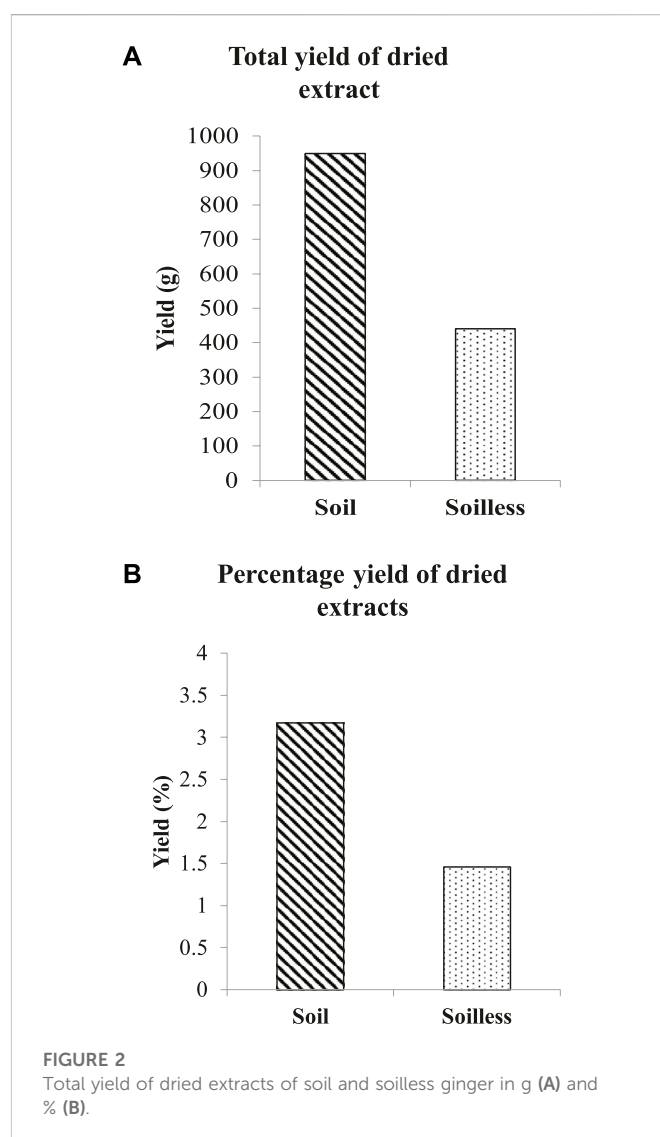 A
Total yield of dried
extract
1000
900
800
700
600
500
400
300
200
100
0
Yield (g)
Soil Soilless
B
Percentage yield of dried
extracts
4
3.5
3
2.5
2
1.5
1
0.5
0
Yield (%)
Soil Soilless
FIGURE 2
Total yield of dried extracts of soil and soilless ginger in g (A) and
% (B).